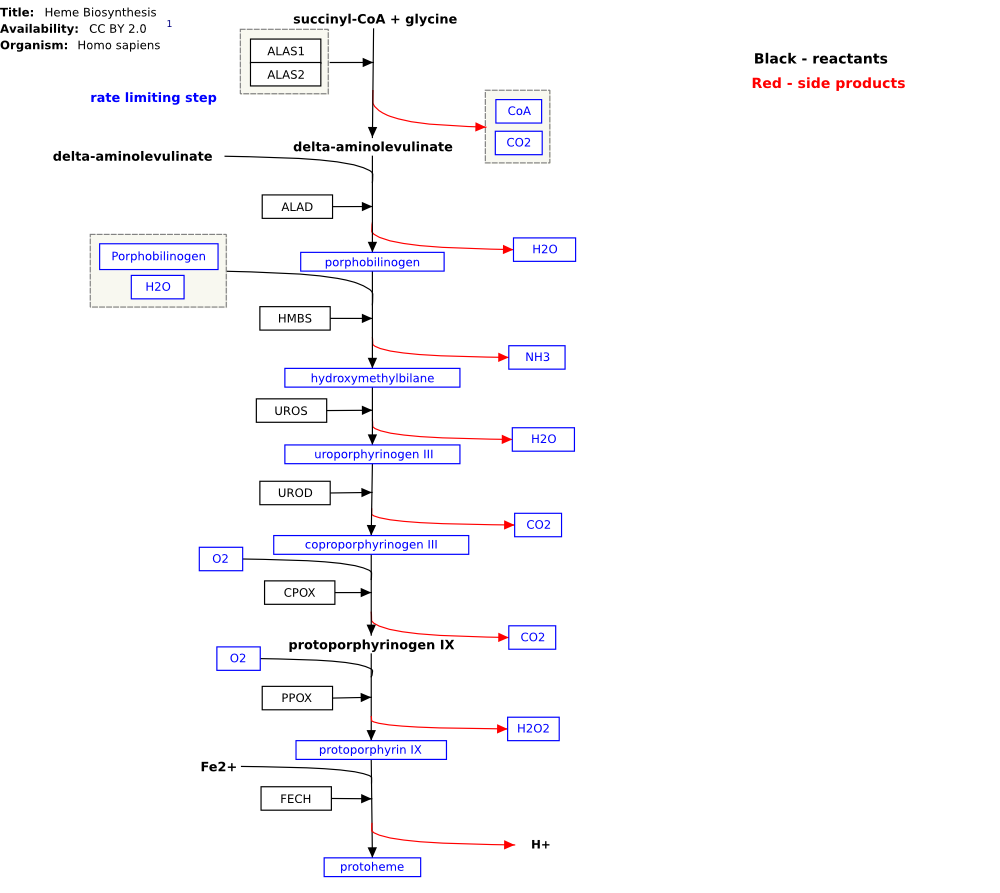 Title: Heme Biosynthesis
Availability: CC BY 2.0 1
Organism: Homo sapiens
succinyl-CoA + glycine
Black - reactants
Red - side products
ALAS1
ALAS2
rate limiting step
CoA
CO2
delta-aminolevulinate
delta-aminolevulinate
ALAD
H2O
Porphobilinogen
H2O
porphobilinogen
HMBS
NH3
hydroxymethylbilane
UROS
H2O
uroporphyrinogen III
UROD
CO2
coproporphyrinogen III
O2
CPOX
CO2
protoporphyrinogen IX
O2
PPOX
H2O2
protoporphyrin IX
Fe2+
FECH
H+
protoheme